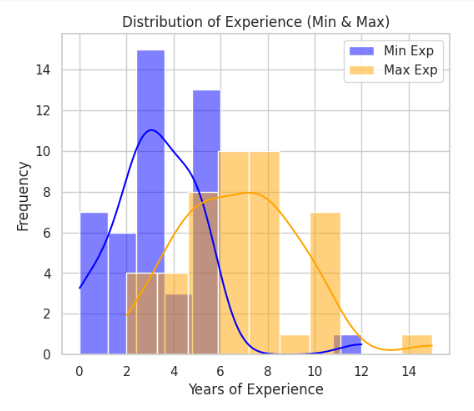 Distribution of Experience (Min & Max)
Min Exp
Max Exp
14
12
10
8
6
4
2
0
Frequency
0 2 4 6 8 10 12 14
Years of Experience